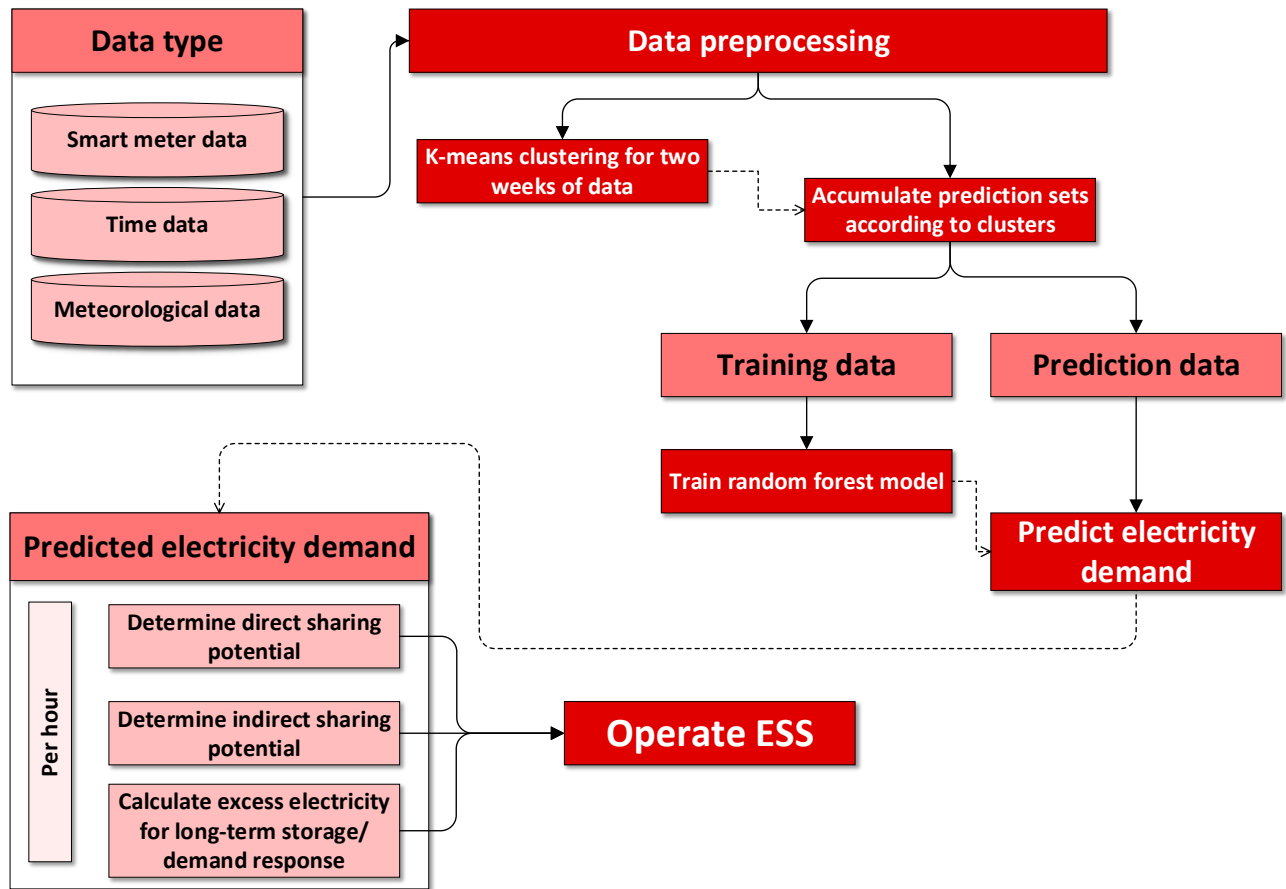 Data type
Smart meter data
Time data
Meteorological data
Data preprocessing
K-means clustering for two
weeks of data
Accumulate prediction sets
according to clusters
Training data
Prediction data
Train random forest model
Predict electricity
demand
Predicted electricity demand
Per hour
Determine direct sharing
potential
Determine indirect sharing
potential
Calculate excess electricity
for long-term storage/
demand response
Operate ESS